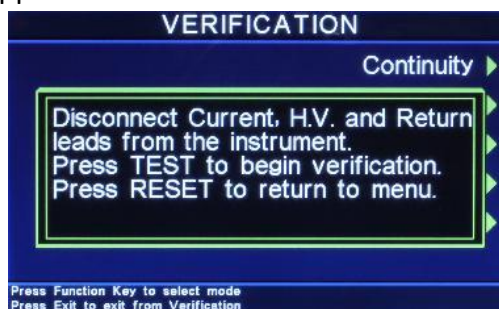 VERIFICATION
Continuity
Disconnect Current, H.V. and Return
leads from the instrument.
Press TEST to begin verification.
Press RESET to return to menu.
Press Function Key to select mode
Press Exit to exit from Verification